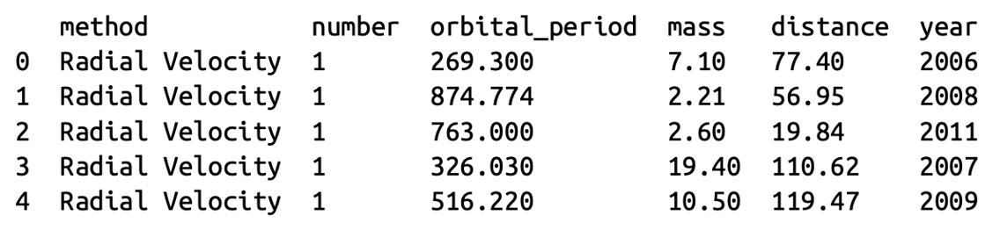 method number orbital_period mass distance year
0 Radial Velocity 1 269.300 7.10 77.40 2006
1 Radial Velocity 1 874.774 2.21 56.95 2008
2 Radial Velocity 1 763.000 2.60 19.84 2011
3 Radial Velocity 1 326.030 19.40 110.62 2007
4 Radial Velocity 1 516.220 10.50 119.47 2009